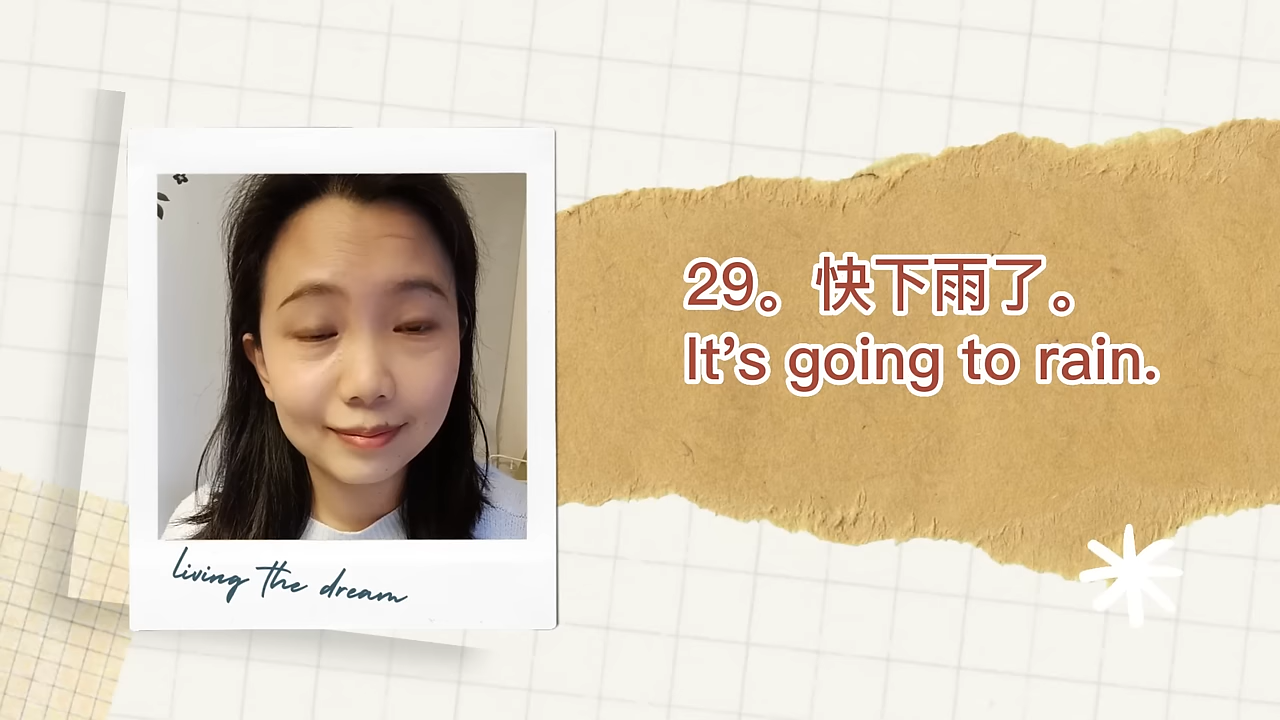 29。快下雨了。
It's going to rain.
living the dream